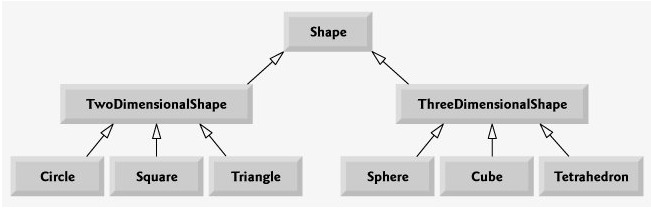 Shape
TwoDimensionalShape
ThreeDimensionalShape
Circle
Square
Triangle
Sphere
Cube
Tetrahedron